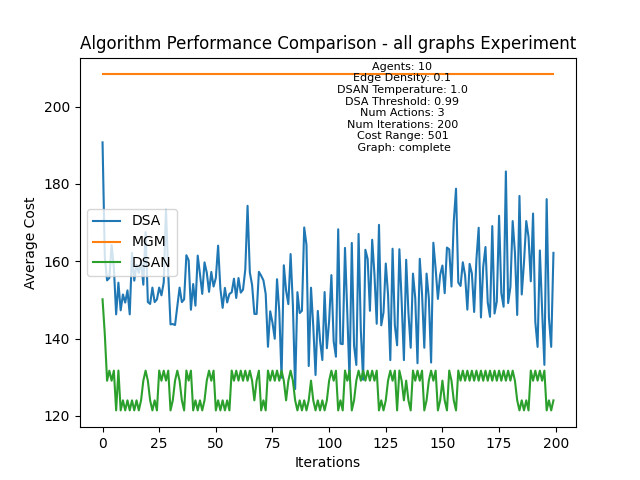 Algorithm Performance Comparison - all graphs Experiment
Agents: 10
Edge Density: 0.1
DSAN Temperature: 1.0
DSA Threshold: 0.99
Num Actions: 3
Num Iterations: 200
Cost Range: 501
Graph: complete
Average Cost
200
180
160
140
120
DSA
MGM
DSAN
0 25 50 75 100 125 150 175 200
Iterations